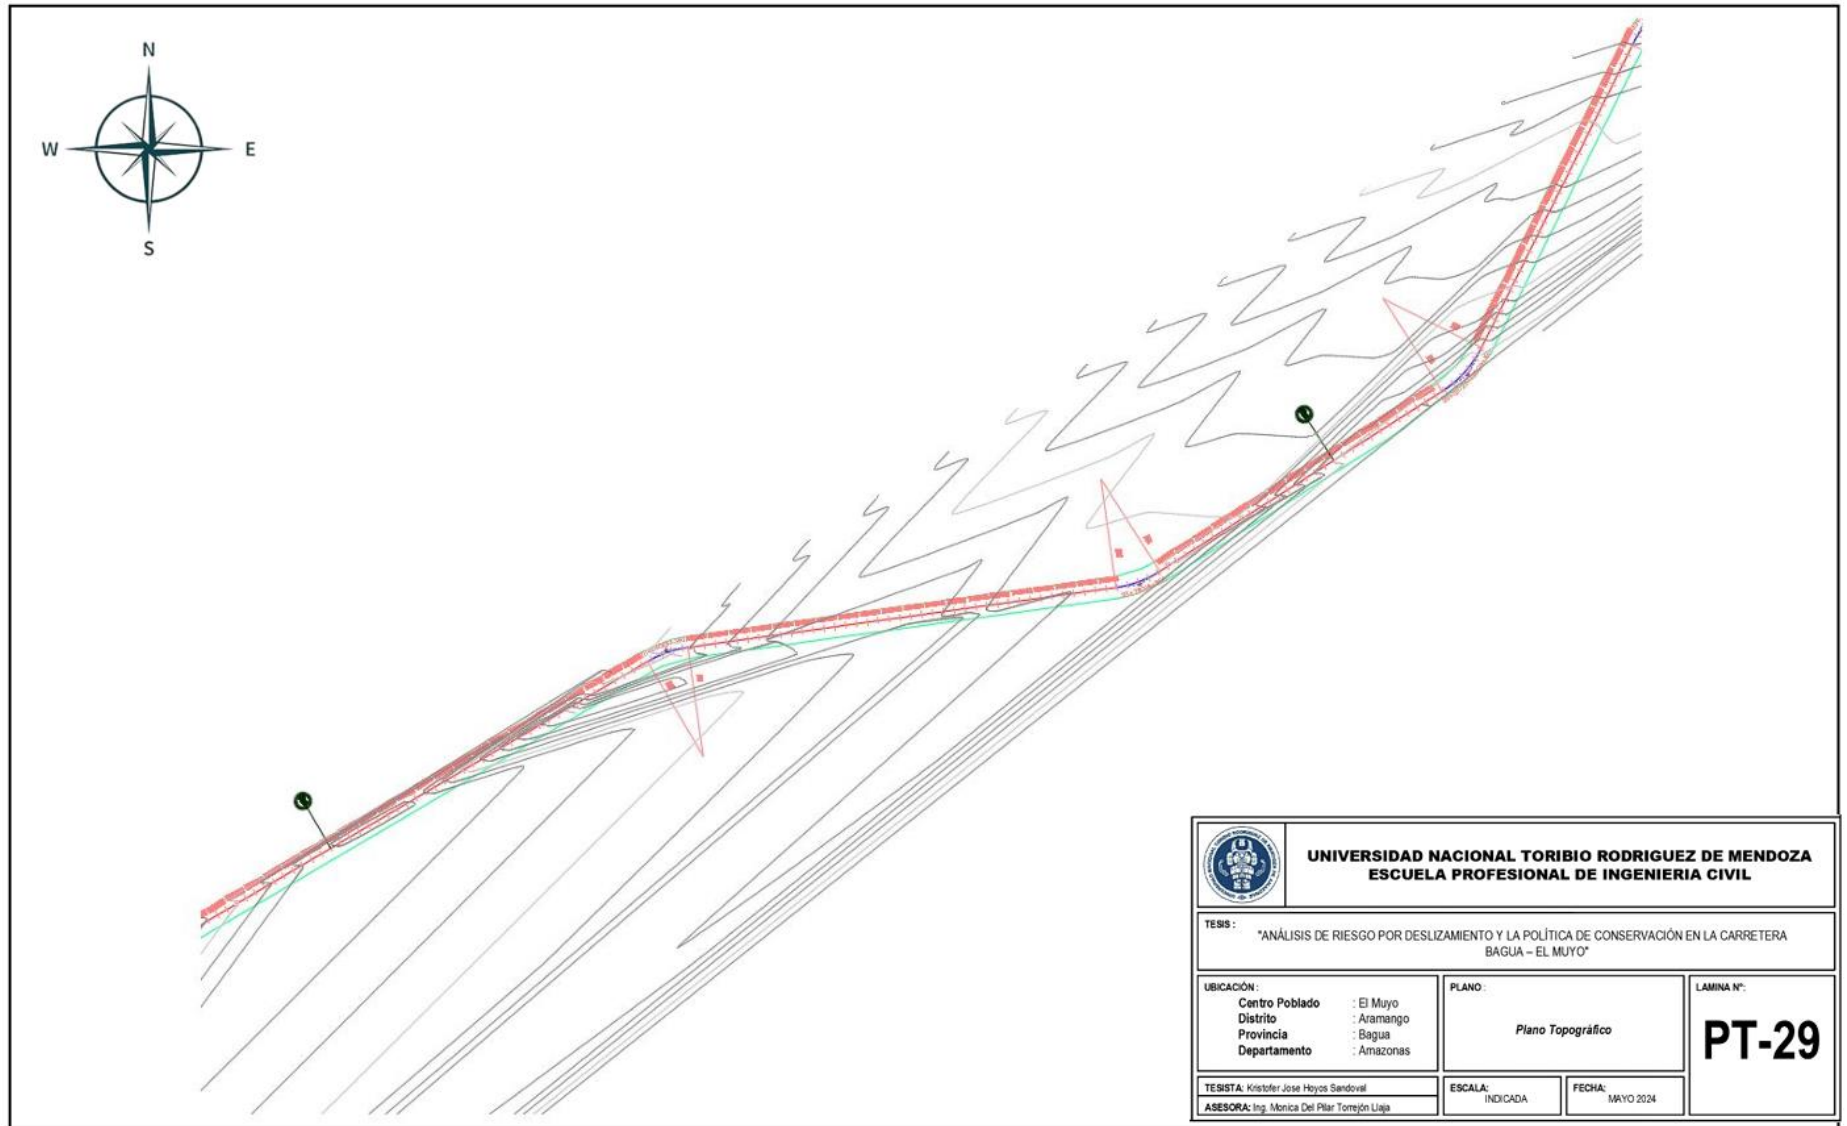 N
W
E
S
UNIVERSIDAD NACIONAL TORIBIO RODRIGUEZ DE MENDOZA
ESCUELA PROFESIONAL DE INGENIERIA CIVIL
TESIS :
"ANÁLISIS DE RIESGO POR DESLIZAMIENTO Y LA POLÍTICA DE CONSERVACIÓN EN LA CARRETERA
BAGUA – EL MUYO"
UBICACIÓN :
Centro Poblado : El Muyo
Distrito : Aramango
Provincia : Bagua
Departamento : Amazonas
PLANO :
Plano Topográfico
LAMINA N°:
PT-29
TESISTA: Kristofer Jose Hoyos Sandoval
ASESORA: Ing. Monica Del Pilar Torrejón Llaja
ESCALA:
INDICADA
FECHA:
MAYO 2024